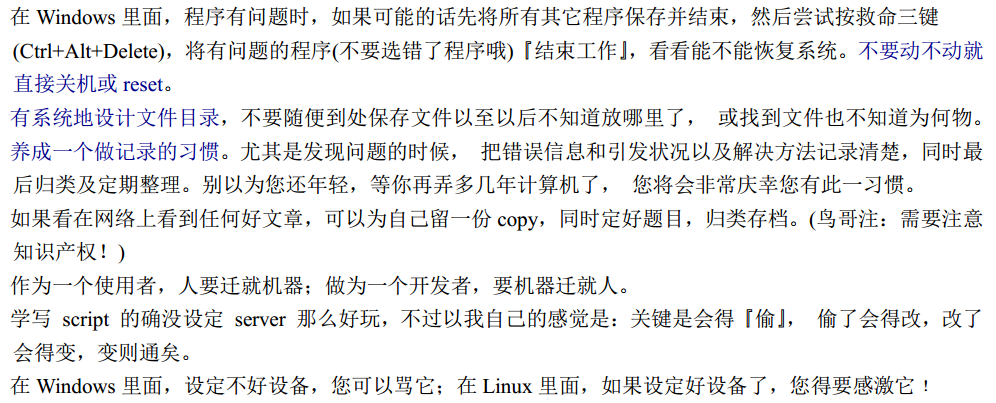 在 Windows 里面，程序有问题时，如果可能的话先将所有其它程序保存并结束，然后尝试按救命三键
(Ctrl+Alt+Delete)，将有问题的程序(不要选错了程序哦)『结束工作』，看看能不能恢复系统。不要动不动就
直接关机或 reset。
有系统地设计文件目录，不要随便到处保存文件以至以后不知道放哪里了， 或找到文件也不知道为何物。
养成一个做记录的习惯。尤其是发现问题的时候， 把错误信息和引发状况以及解决方法记录清楚，同时最
后归类及定期整理。别以为您还年轻，等你再弄多几年计算机了， 您将会非常庆幸您有此一习惯。
如果看在网络上看到任何好文章，可以为自己留一份 copy，同时定好题目，归类存档。(鸟哥注：需要注意
知识产权！)
作为一个使用者，人要迁就机器；做为一个开发者，要机器迁就人。
学写 script 的确没设定 server 那么好玩，不过以我自己的感觉是：关键是会得『偷』， 偷了会得改，改了
会得变，变则通矣。
在 Windows 里面，设定不好设备，您可以骂它；在 Linux 里面，如果设定好设备了，您得要感激它﹗